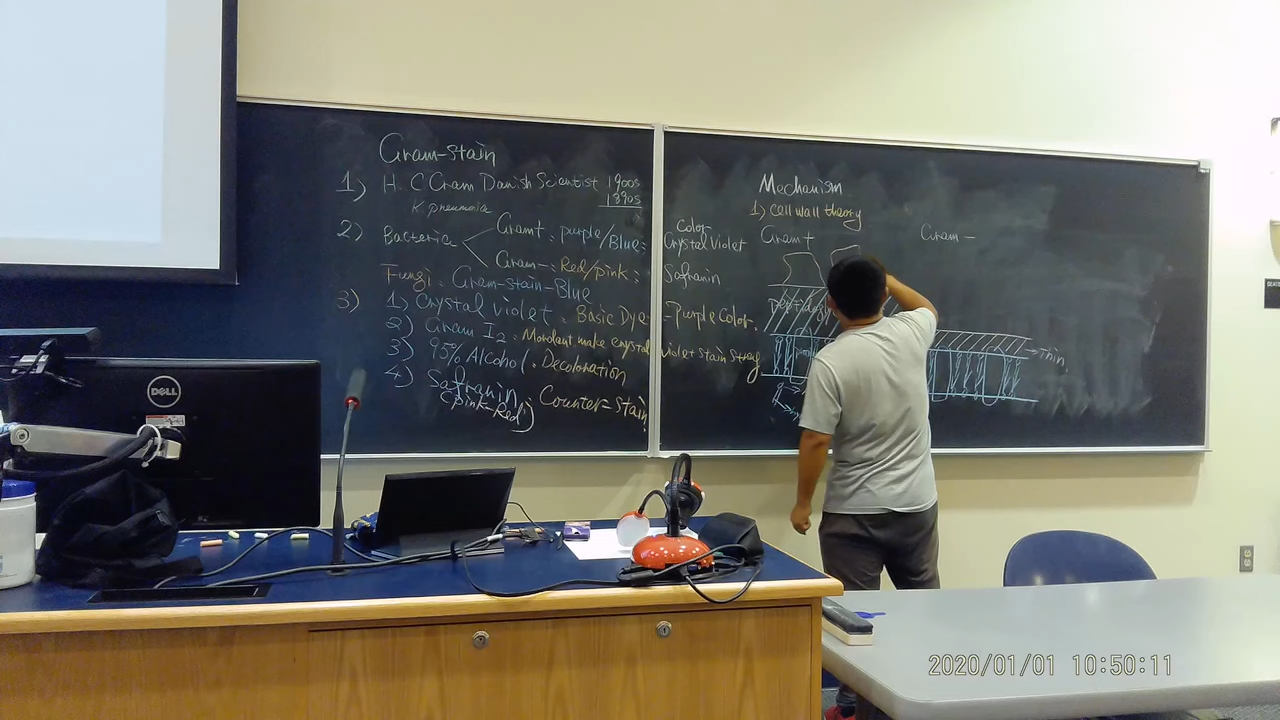 Gram-stain
1) H. C Gram Danish Scientist 1900s
1890s
K pneumonia
2) Bacteria
Gram+ = purple/Blue = Crystal Violet
Color
Gram- = Red/pink = Safranin
Fungi = Gram-stain-Blue
3) 1) Crystal violet = Basic Dye - Purple Color.
2) Gram I2 = Mordant make crystal violet stain strong
3) 95% Alcohol = Decoloration
4) Safranin = Counter-Stain
(pink-Red)
Mechanism
1) cell wall theory
Gram+
Gram -
Thin
DELL
2020/01/01 10:50:11